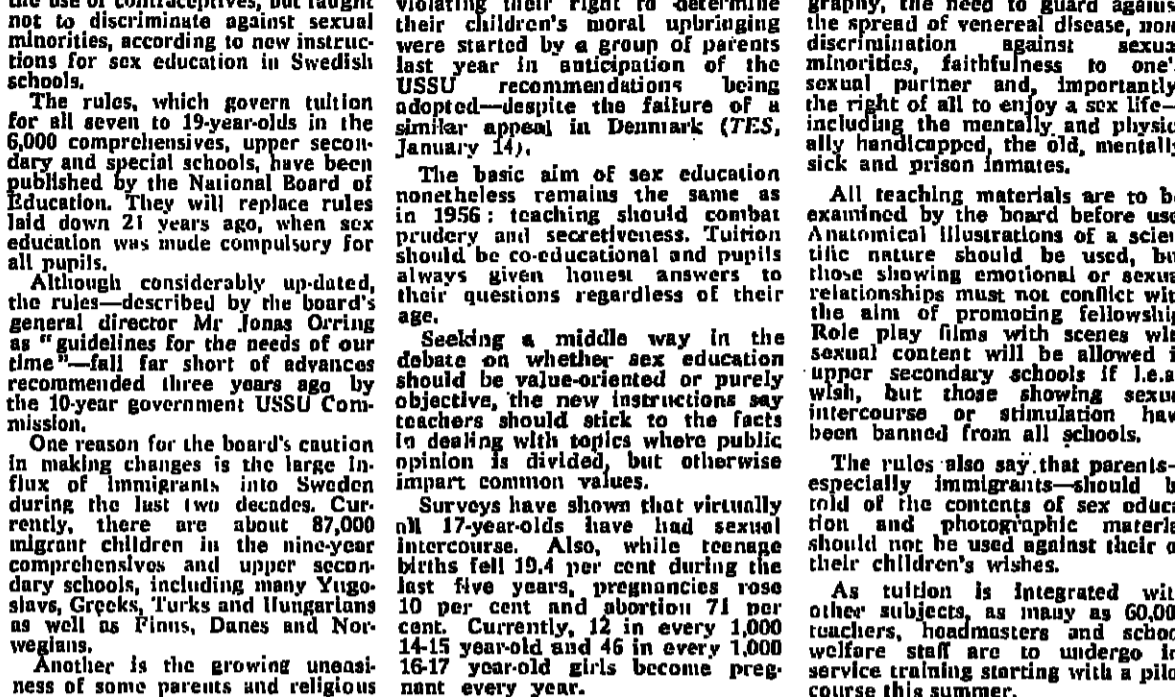 the use of contraceptives, but taught
not to discriminate against sexual
minorities, according to new instruc-
tions for sex education in Swedish
schools.
The rules, which govern tuition
for all seven to 19-year-olds in the
6,000 comprehensives, upper secon-
dary and special schools, have been
published by the National Board of
Education. They will replace rules
laid down 21 years ago, when sex
education was made compulsory for
all pupils.
Although considerably up-dated,
the rules—described by the board's
general director Mr Jonas Orring
as "guidelines for the needs of our
time"—fall far short of advances
recommended three years ago by
the 10-year government USSU Com-
mission.
One reason for the board's caution
in making changes is the large in-
flux of immigrants into Sweden
during the last two decades. Cur-
rently, there are about 87,000
migrant children in the nine-year
comprehensives and upper secon-
dary schools, including many Yugo-
slavs, Greeks, Turks and Hungarians
as well as Finns, Danes and Nor-
wegians.
Another is the growing uneasi-
ness of some parents and religious
violating their right to determine
their children's moral upbringing
were started by a group of parents
last year in anticipation of the
USSU recommendations being
adopted—despite the failure of a
similar appeal in Denmark (TES,
January 14).
The basic aim of sex education
nonetheless remains the same as
in 1956: teaching should combat
prudery and secretiveness. Tuition
should be co-educational and pupils
always given honest answers to
their questions regardless of their
age.
Seeking a middle way in the
debate on whether sex education
should be value-oriented or purely
objective, the new instructions say
teachers should stick to the facts
in dealing with topics where public
opinion is divided, but otherwise
impart common values.
Surveys have shown that virtually
all 17-year-olds have had sexual
intercourse. Also, while teenage
births fell 19.4 per cent during the
last five years, pregnancies rose
10 per cent and abortion 71 per
cent. Currently, 12 in every 1,000
14-15 year-old and 46 in every 1,000
16-17 year-old girls become preg-
nant every year.
graphy, the need to guard agains
the spread of venereal disease, non
discrimination against sexua
minorities, faithfulness to one'
sexual partner and, importantly
the right of all to enjoy a sex life—
including the mentally and physic
ally handicapped, the old, mentally
sick and prison inmates.
All teaching materials are to b
examined by the board before use
Anatomical illustrations of a scien
tific nature should be used, bu
those showing emotional or sexua
relationships must not conflict wit
the aim of promoting fellowship
Role play films with scenes wit
sexual content will be allowed i
upper secondary schools if l.e.a
wish, but those showing sexua
intercourse or stimulation hav
been banned from all schools.
The rules also say that parents—
especially immigrants—should b
told of the contents of sex educa
tion and photographic materia
should not be used against their o
their children's wishes.
As tuition is integrated wit
other subjects, as many as 60,00
teachers, headmasters and schoo
welfare staff are to undergo in
service training starting with a pilo
course this summer.